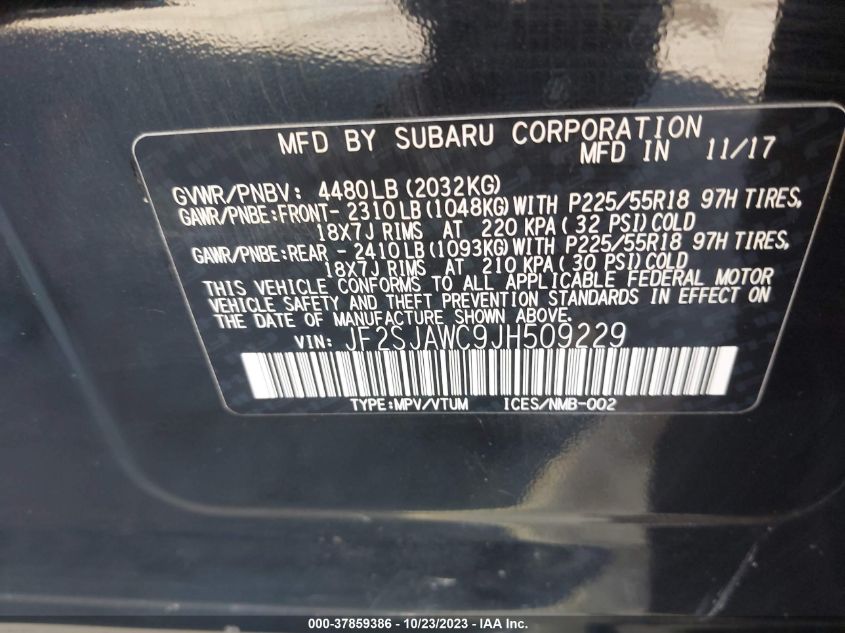 MFD BY SUBARU CORPORATION
MFD IN 11/17
GVWR/PNBV: 4480LB (2032KG)
GAWR/PNBE:FRONT- 2310 LB (1048KG) WITH P225/55R18 97H TIRES,
18X7J RIMS AT 220 KPA ( 32 PSI) COLD
GAWR/PNBE:REAR - 2410 LB (1093KG) WITH P225/55R18 97H TIRES,
18X7J RIMS AT 210 KPA ( 30 PSI) COLD
THIS VEHICLE CONFORMS TO ALL APPLICABLE FEDERAL MOTOR
VEHICLE SAFETY AND THEFT PREVENTION STANDARDS IN EFFECT ON
THE DATE OF MANUFACTURE SHOWN ABOVE.
VIN: JF2SJAWC9JH509229
TYPE:MPV/VTUM ICES/NMB-002
000-37859386 - 10/23/2023 - IAA Inc.